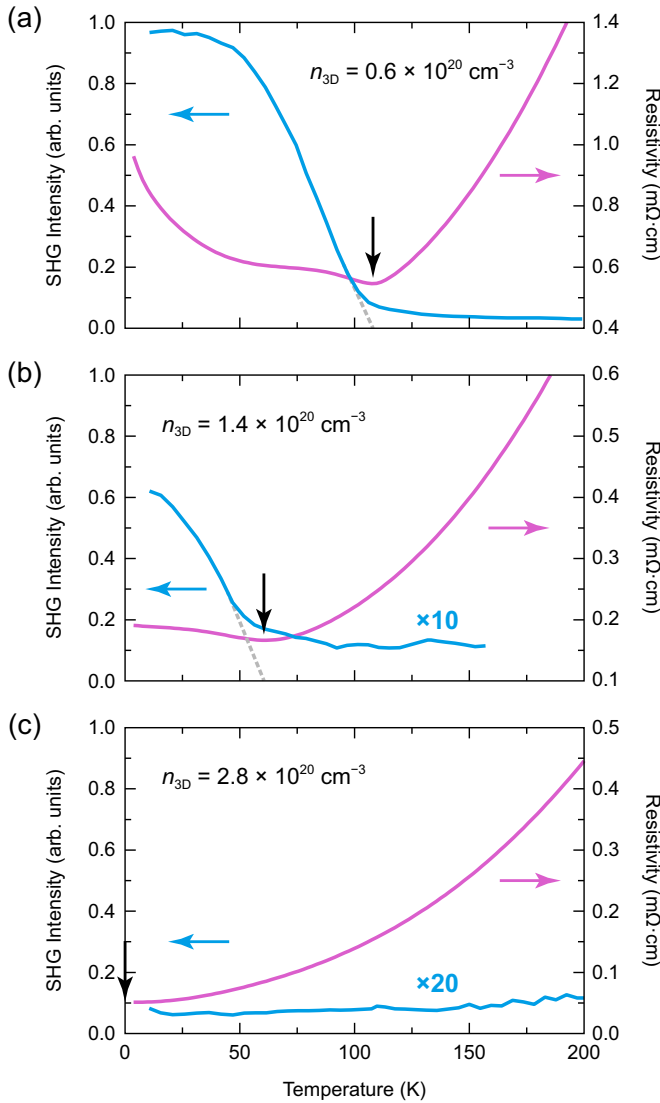 (a)
n3D = 0.6 × 10²⁰ cm⁻³
SHG Intensity (arb. units)
1.0
0.8
0.6
0.4
0.2
0.0
Resistivity (mΩ·cm)
1.4
1.2
1.0
0.8
0.6
0.4
(b)
n3D = 1.4 × 10²⁰ cm⁻³
SHG Intensity (arb. units)
1.0
0.8
0.6
0.4
0.2
0.0
×10
Resistivity (mΩ·cm)
0.6
0.5
0.4
0.3
0.2
0.1
(c)
n3D = 2.8 × 10²⁰ cm⁻³
SHG Intensity (arb. units)
1.0
0.8
0.6
0.4
0.2
0.0
×20
Resistivity (mΩ·cm)
0.5
0.4
0.3
0.2
0.1
0.0
0 50 100 150 200
Temperature (K)